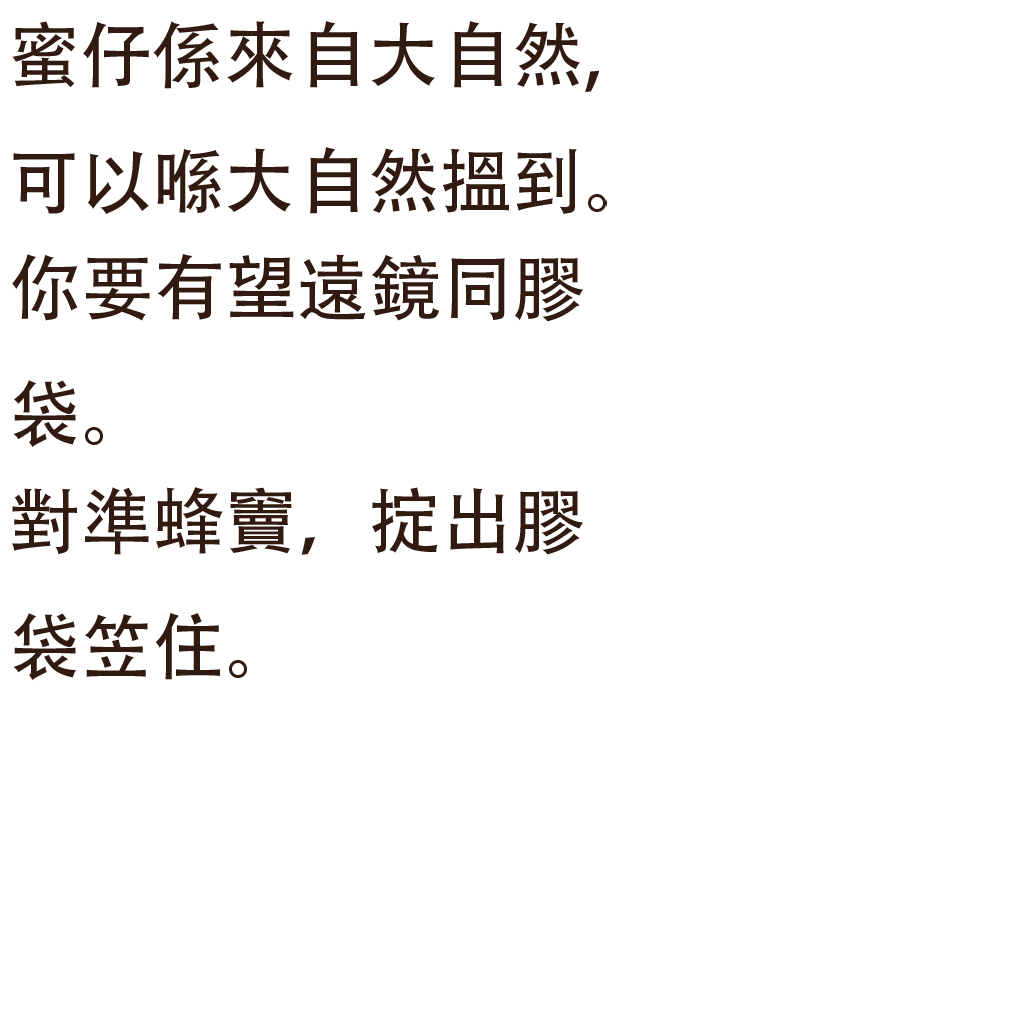 蜜仔係來自大自然,
可以喺大自然搵到。
你要有望遠鏡同膠
袋。
對準蜂竇，掟出膠
袋笠住。